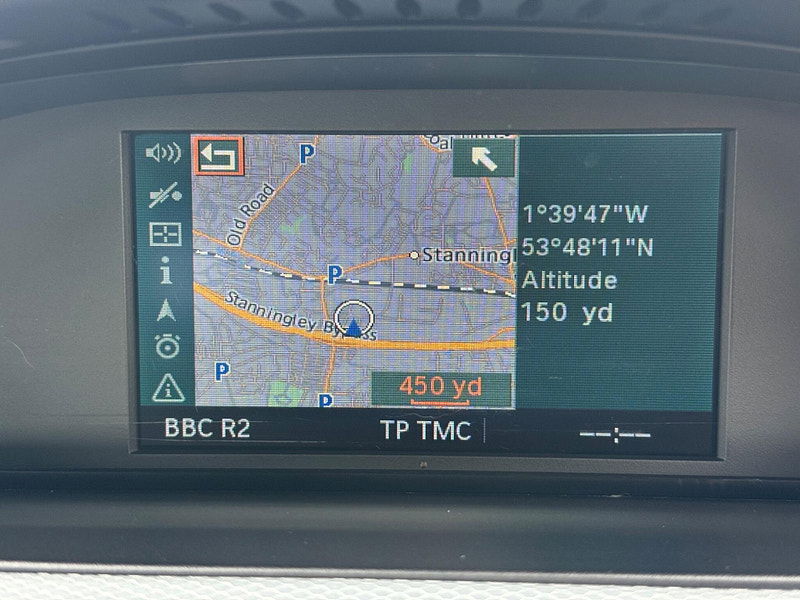 P
Old Road
1°39'47"W
53°48'11"N
Stanningl
P
Altitude
150 yd
Stanningley Bypass
P
450 yd
P
BBC R2
TP TMC
--:--